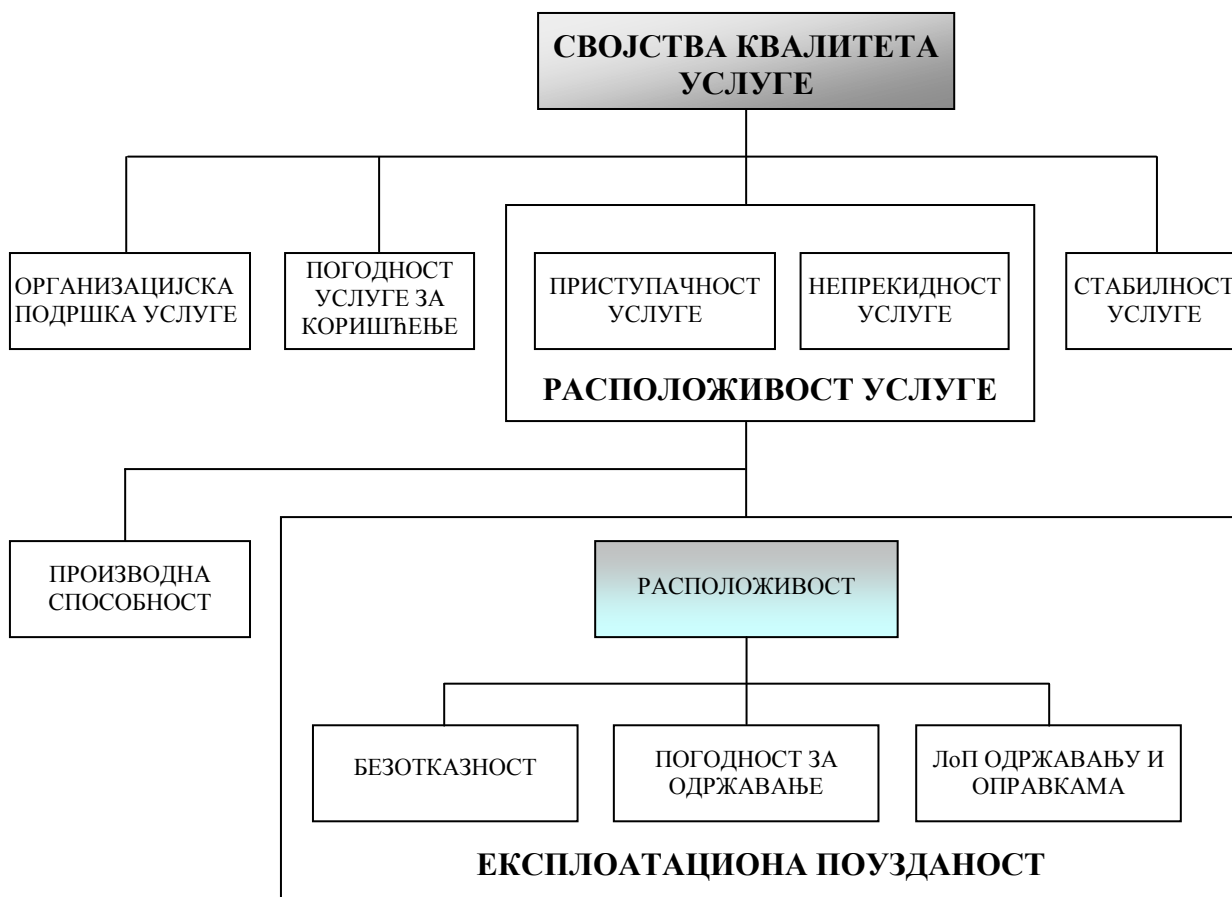 СВОЈСТВА КВАЛИТЕТА
УСЛУГЕ
ОРГАНИЗАЦИЈСКА
ПОДРШКА УСЛУГЕ
ПОГОДНОСТ
УСЛУГЕ ЗА
КОРИШЋЕЊЕ
ПРИСТУПАЧНОСТ
УСЛУГЕ
НЕПРЕКИДНОСТ
УСЛУГЕ
СТАБИЛНОСТ
УСЛУГЕ
РАСПОЛОЖИВОСТ УСЛУГЕ
ПРОИЗВОДНА
СПОСОБНОСТ
РАСПОЛОЖИВОСТ
БЕЗОТКАЗНОСТ
ПОГОДНОСТ ЗА
ОДРЖАВАЊЕ
ЛоП ОДРЖАВАЊУ И
ОПРАВКАМА
ЕКСПЛОАТАЦИОНА ПОУЗДАНОСТ